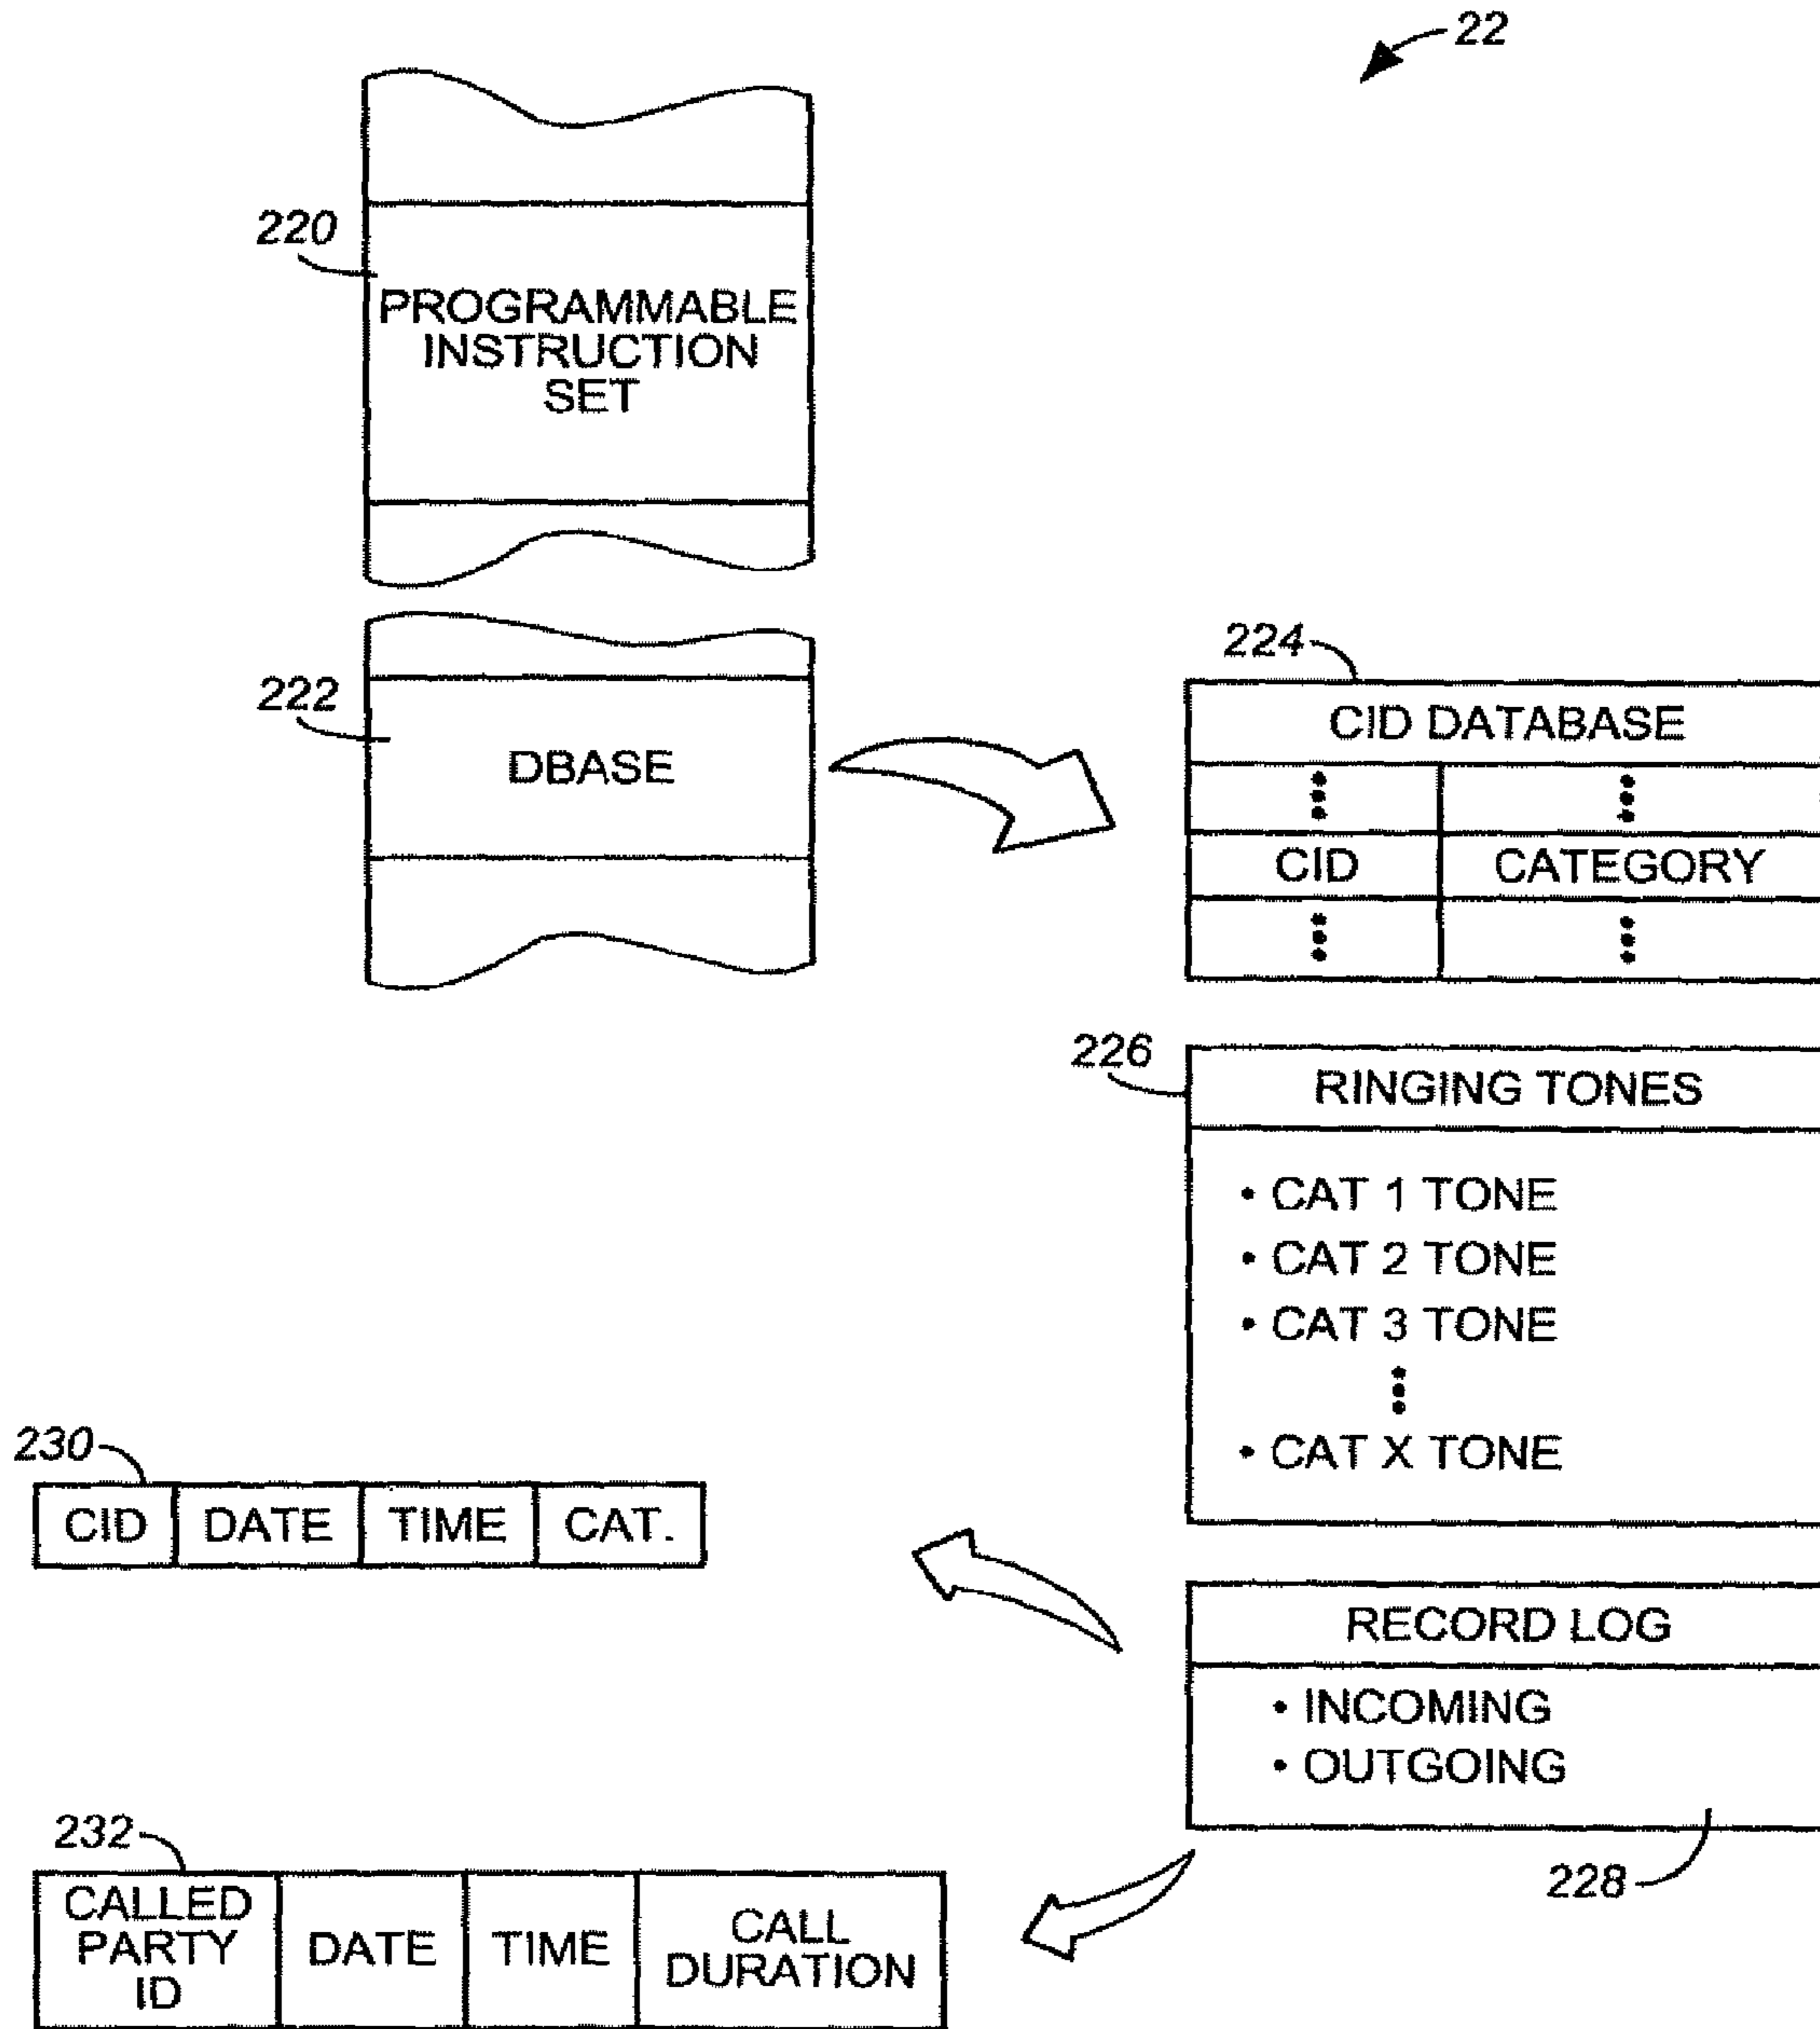 22
220
PROGRAMMABLE
INSTRUCTION
SET
222
DBASE
224
CID DATABASE
CID CATEGORY
226
RINGING TONES
• CAT 1 TONE
• CAT 2 TONE
• CAT 3 TONE
• CAT X TONE
230
CID DATE TIME CAT.
RECORD LOG
• INCOMING
• OUTGOING
228
232
CALLED
PARTY
ID
DATE
TIME
CALL
DURATION